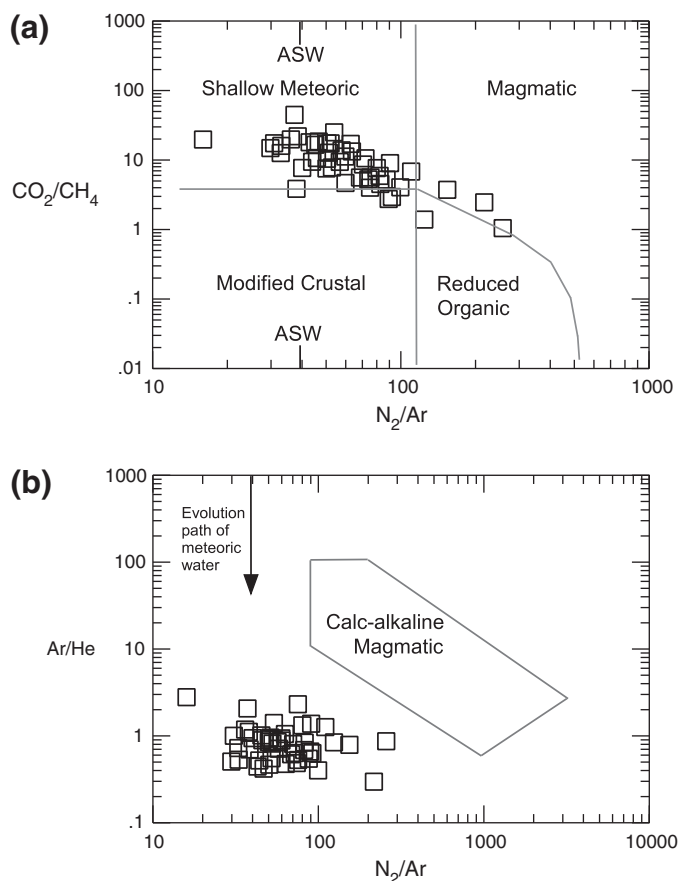 (a)
1000
ASW
Shallow Meteoric
Magmatic
100
10
CO2/CH4
1
Modified Crustal
Reduced
Organic
.1
ASW
.01
10
100
1000
N2/Ar
(b)
1000
Evolution
path of
meteoric
water
100
Calc-alkaline
Magmatic
Ar/He
10
1
.1
10
100
1000
10000
N2/Ar